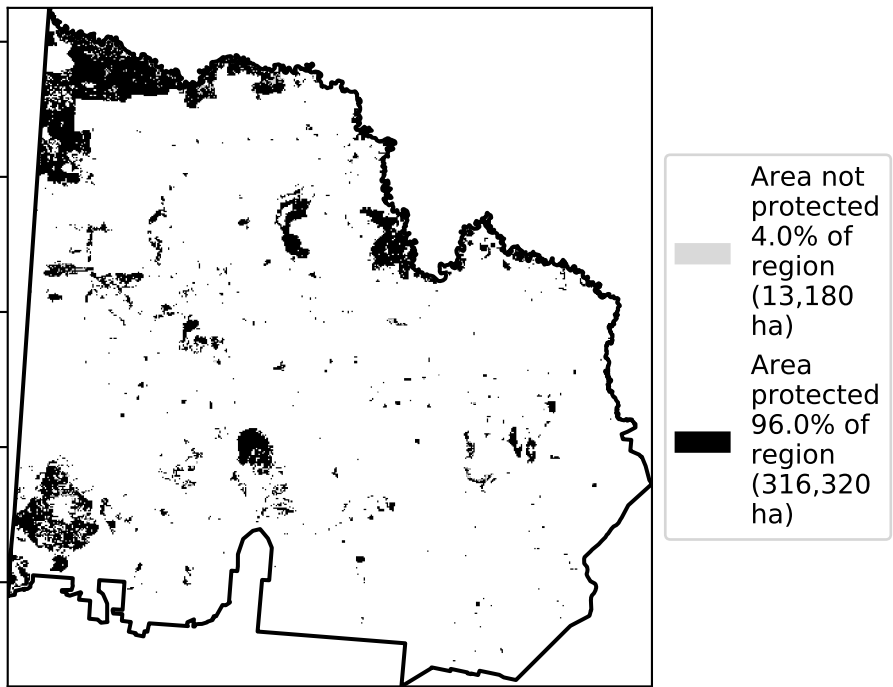 Area not
protected
4.0% of
region
(13,180
ha)
Area
protected
96.0% of
region
(316,320
ha)